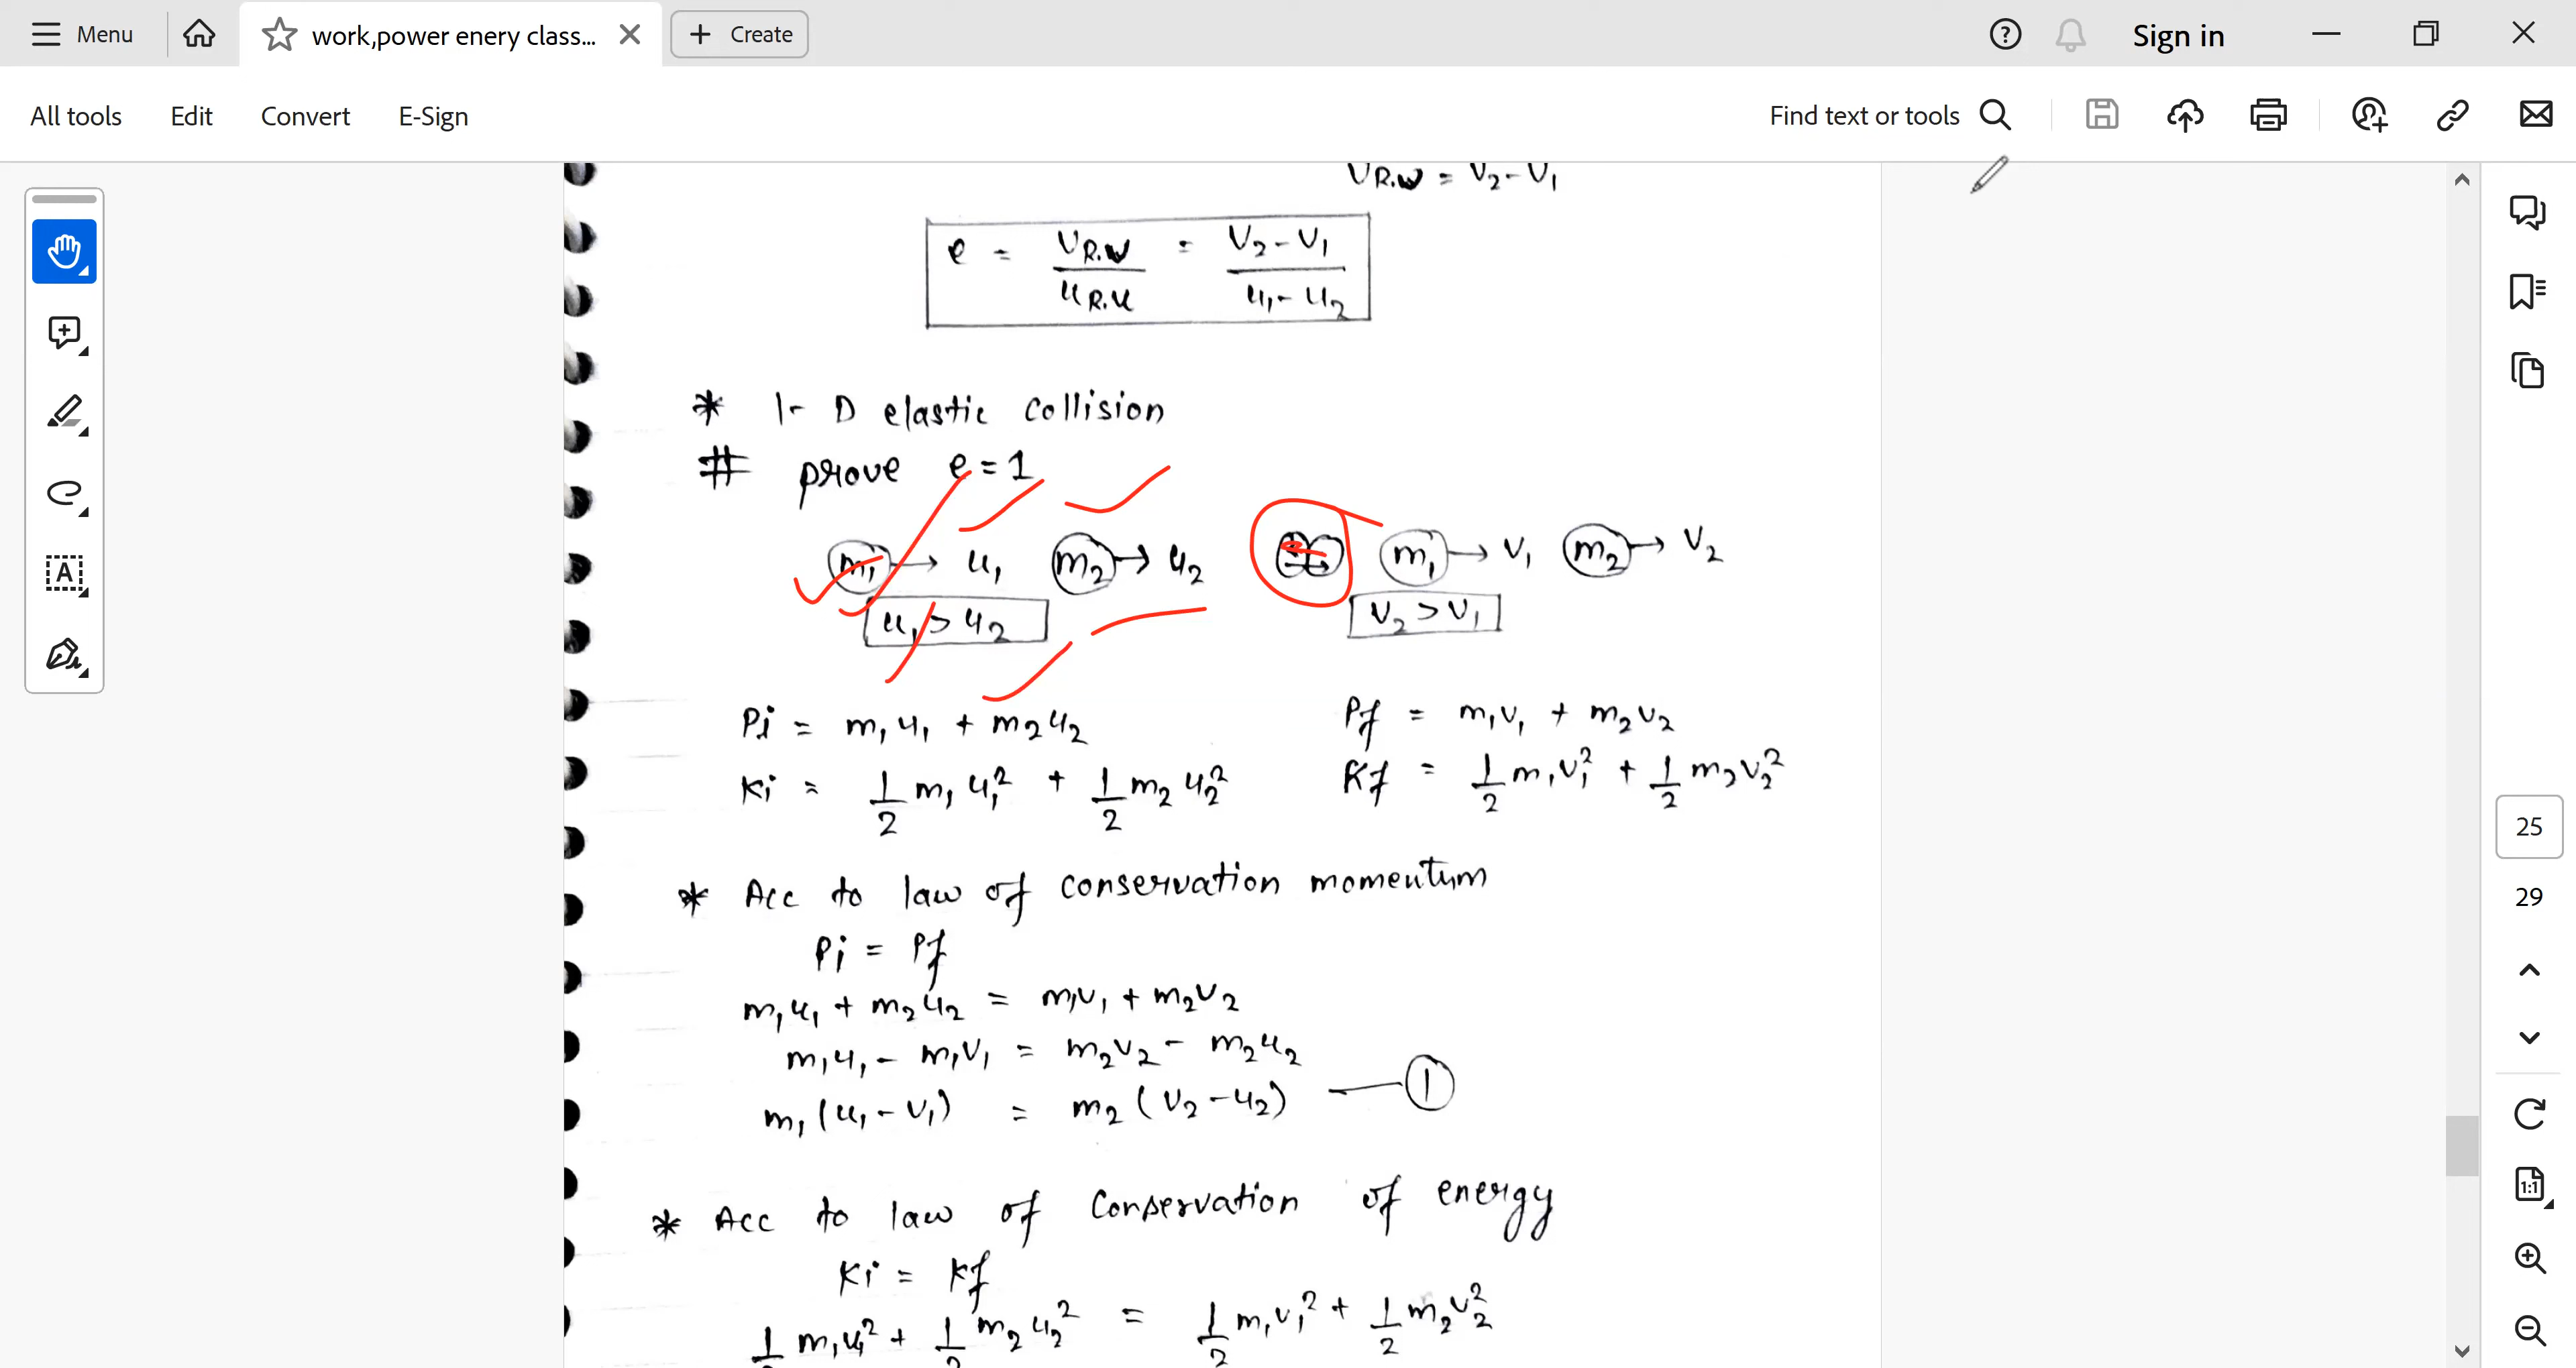 Menu
work,power enery class...
Create
Sign in
All tools
Edit
Convert
E-Sign
Find text or tools
VR.V = V2 - V1
e = VR.V / uR.u = V2 - V1 / u1 - u2
* 1- D elastic collision
# prove e = 1
m1 → u1 m2 → u2 m1 → V1 m2 → V2
u1 > u2 V2 > V1
Pi = m1u1 + m2u2 Pf = m1v1 + m2v2
Ki = 1/2 m1u1² + 1/2 m2u2² Kf = 1/2 m1v1² + 1/2 m2v2²
* Acc to law of conservation momentum
Pi = Pf
m1u1 + m2u2 = m1v1 + m2v2
m1u1 - m1v1 = m2v2 - m2u2
m1(u1 - v1) = m2(v2 - u2) — 1
* Acc to law of conservation of energy
Ki = Kf
1/2 m1u1² + 1/2 m2u2² = 1/2 m1v1² + 1/2 m2v2²
25
29
1:1